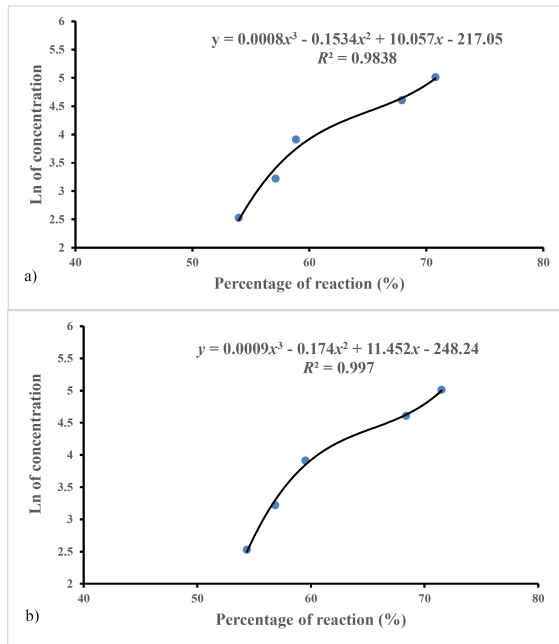 y = 0.0008x³ - 0.1534x² + 10.057x - 217.05
R² = 0.9838
Ln of concentration
6
5.5
5
4.5
4
3.5
3
2.5
2
40
50
60
70
80
Percentage of reaction (%)
a)
y = 0.0009x³ - 0.174x² + 11.452x - 248.24
R² = 0.997
Ln of concentration
6
5.5
5
4.5
4
3.5
3
2.5
2
40
50
60
70
80
Percentage of reaction (%)
b)